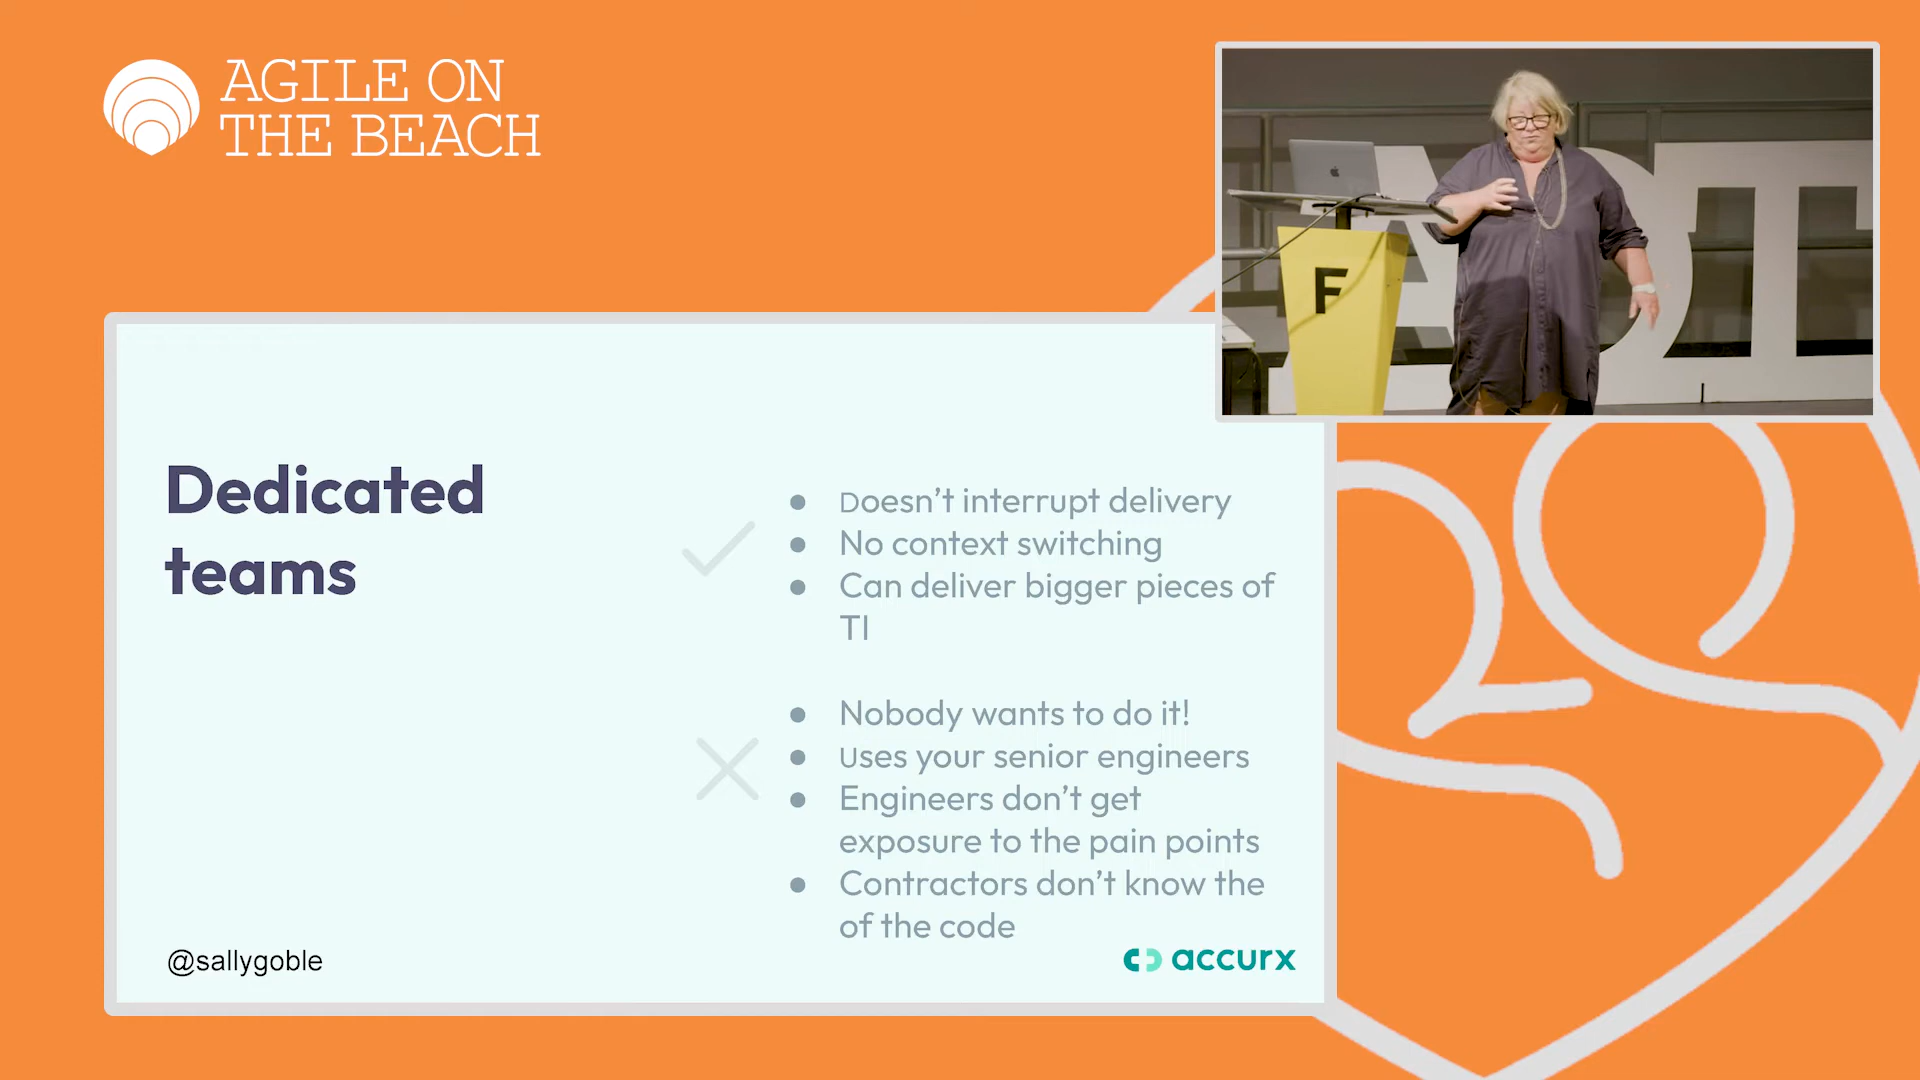 AGILE ON
THE BEACH
F
Dedicated
teams
Doesn't interrupt delivery
No context switching
Can deliver bigger pieces of
TI
Nobody wants to do it!
Uses your senior engineers
Engineers don't get
exposure to the pain points
Contractors don't know the
of the code
@sallygoble
accurx